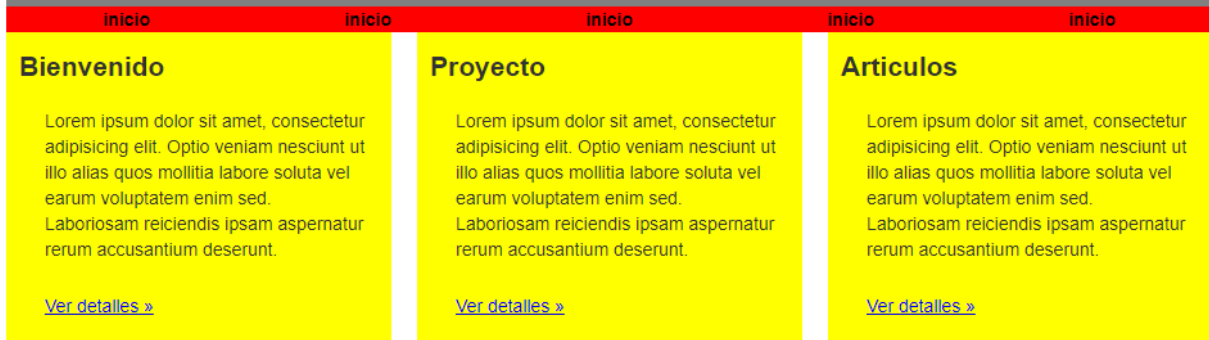 inicio inicio inicio inicio inicio
Bienvenido
Lorem ipsum dolor sit amet, consectetur
adipisicing elit. Optio veniam nesciunt ut
illo alias quos mollitia labore soluta vel
earum voluptatem enim sed.
Laboriosam reiciendis ipsam aspernatur
rerum accusantium deserunt.
Ver detalles »
Proyecto
Lorem ipsum dolor sit amet, consectetur
adipisicing elit. Optio veniam nesciunt ut
illo alias quos mollitia labore soluta vel
earum voluptatem enim sed.
Laboriosam reiciendis ipsam aspernatur
rerum accusantium deserunt.
Ver detalles »
Articulos
Lorem ipsum dolor sit amet, consectetur
adipisicing elit. Optio veniam nesciunt ut
illo alias quos mollitia labore soluta vel
earum voluptatem enim sed.
Laboriosam reiciendis ipsam aspernatur
rerum accusantium deserunt.
Ver detalles »